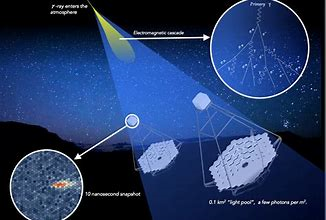 γ-ray enters the
atmosphere
Electromagnetic cascade
Primary γ
10 nanosecond snapshot
0.1 km² "light pool", a few photons per m².